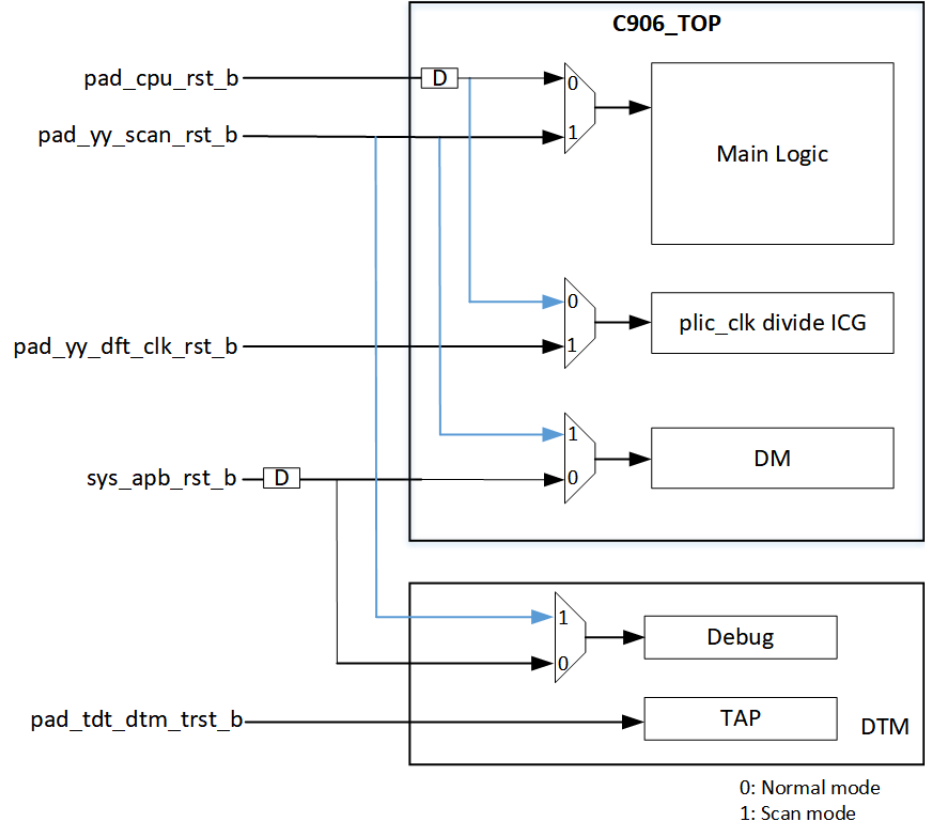 C906_TOP
pad_cpu_rst_b
D
0
pad_yy_scan_rst_b
1
Main Logic
0
plic_clk divide ICG
pad_yy_dft_clk_rst_b
1
1
DM
sys_apb_rst_b
D
0
1
Debug
0
pad_tdt_dtm_trst_b
TAP
DTM
0: Normal mode
1: Scan mode